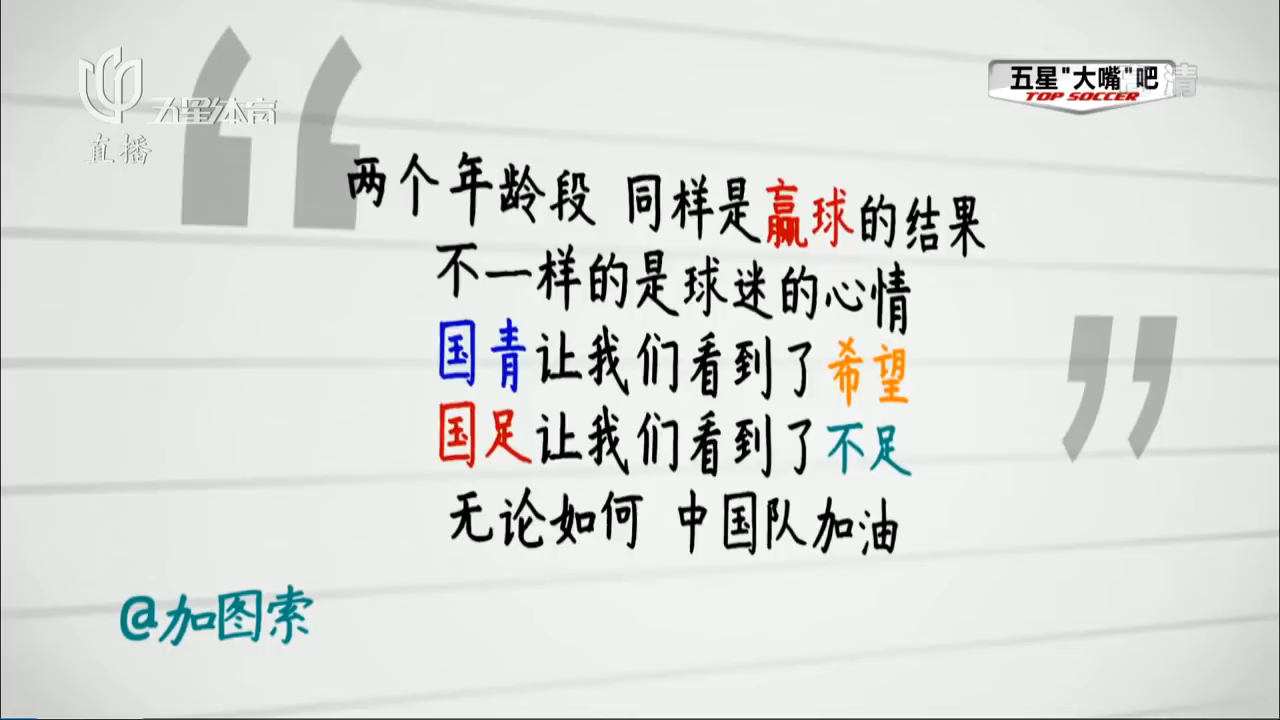 五星体育
直播
五星"大嘴"吧
高清
TOP SOCCER
“
两个年龄段 同样是赢球的结果
不一样的是球迷的心情
国青让我们看到了希望
国足让我们看到了不足
无论如何 中国队加油
”
@加图索